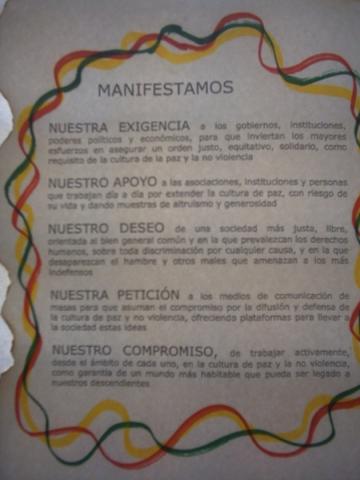 MANIFESTAMOS
NUESTRA EXIGENCIA a los gobiernos, instituciones,
poderes políticos y económicos, para que inviertan los mayores
esfuerzos en asegurar un orden justo, equitativo, solidario, como
requisito de la cultura de la paz y la no violencia
NUESTRO APOYO a las asociaciones, instituciones y personas
que trabajan día a día por extender la cultura de paz, con riesgo de
su vida y dando muestras de altruismo y generosidad
NUESTRO DESEO de una sociedad más justa, libre,
orientada al bien general común y en la que prevalezcan los derechos
humanos, sobre toda discriminación por cualquier causa, y en la que
desaparezcan el hambre y otros males que amenazan a los más
indefensos
NUESTRA PETICIÓN a los medios de comunicación de
masas para que asuman el compromiso por la difusión y defensa de
la cultura de paz y no violencia, ofreciendo plataformas para llevar a
la sociedad estas ideas
NUESTRO COMPROMISO, de trabajar activamente,
desde el ámbito de cada uno, en la cultura de paz y la no violencia,
como garantía de un mundo más habitable que pueda ser legado a
nuestros descendientes